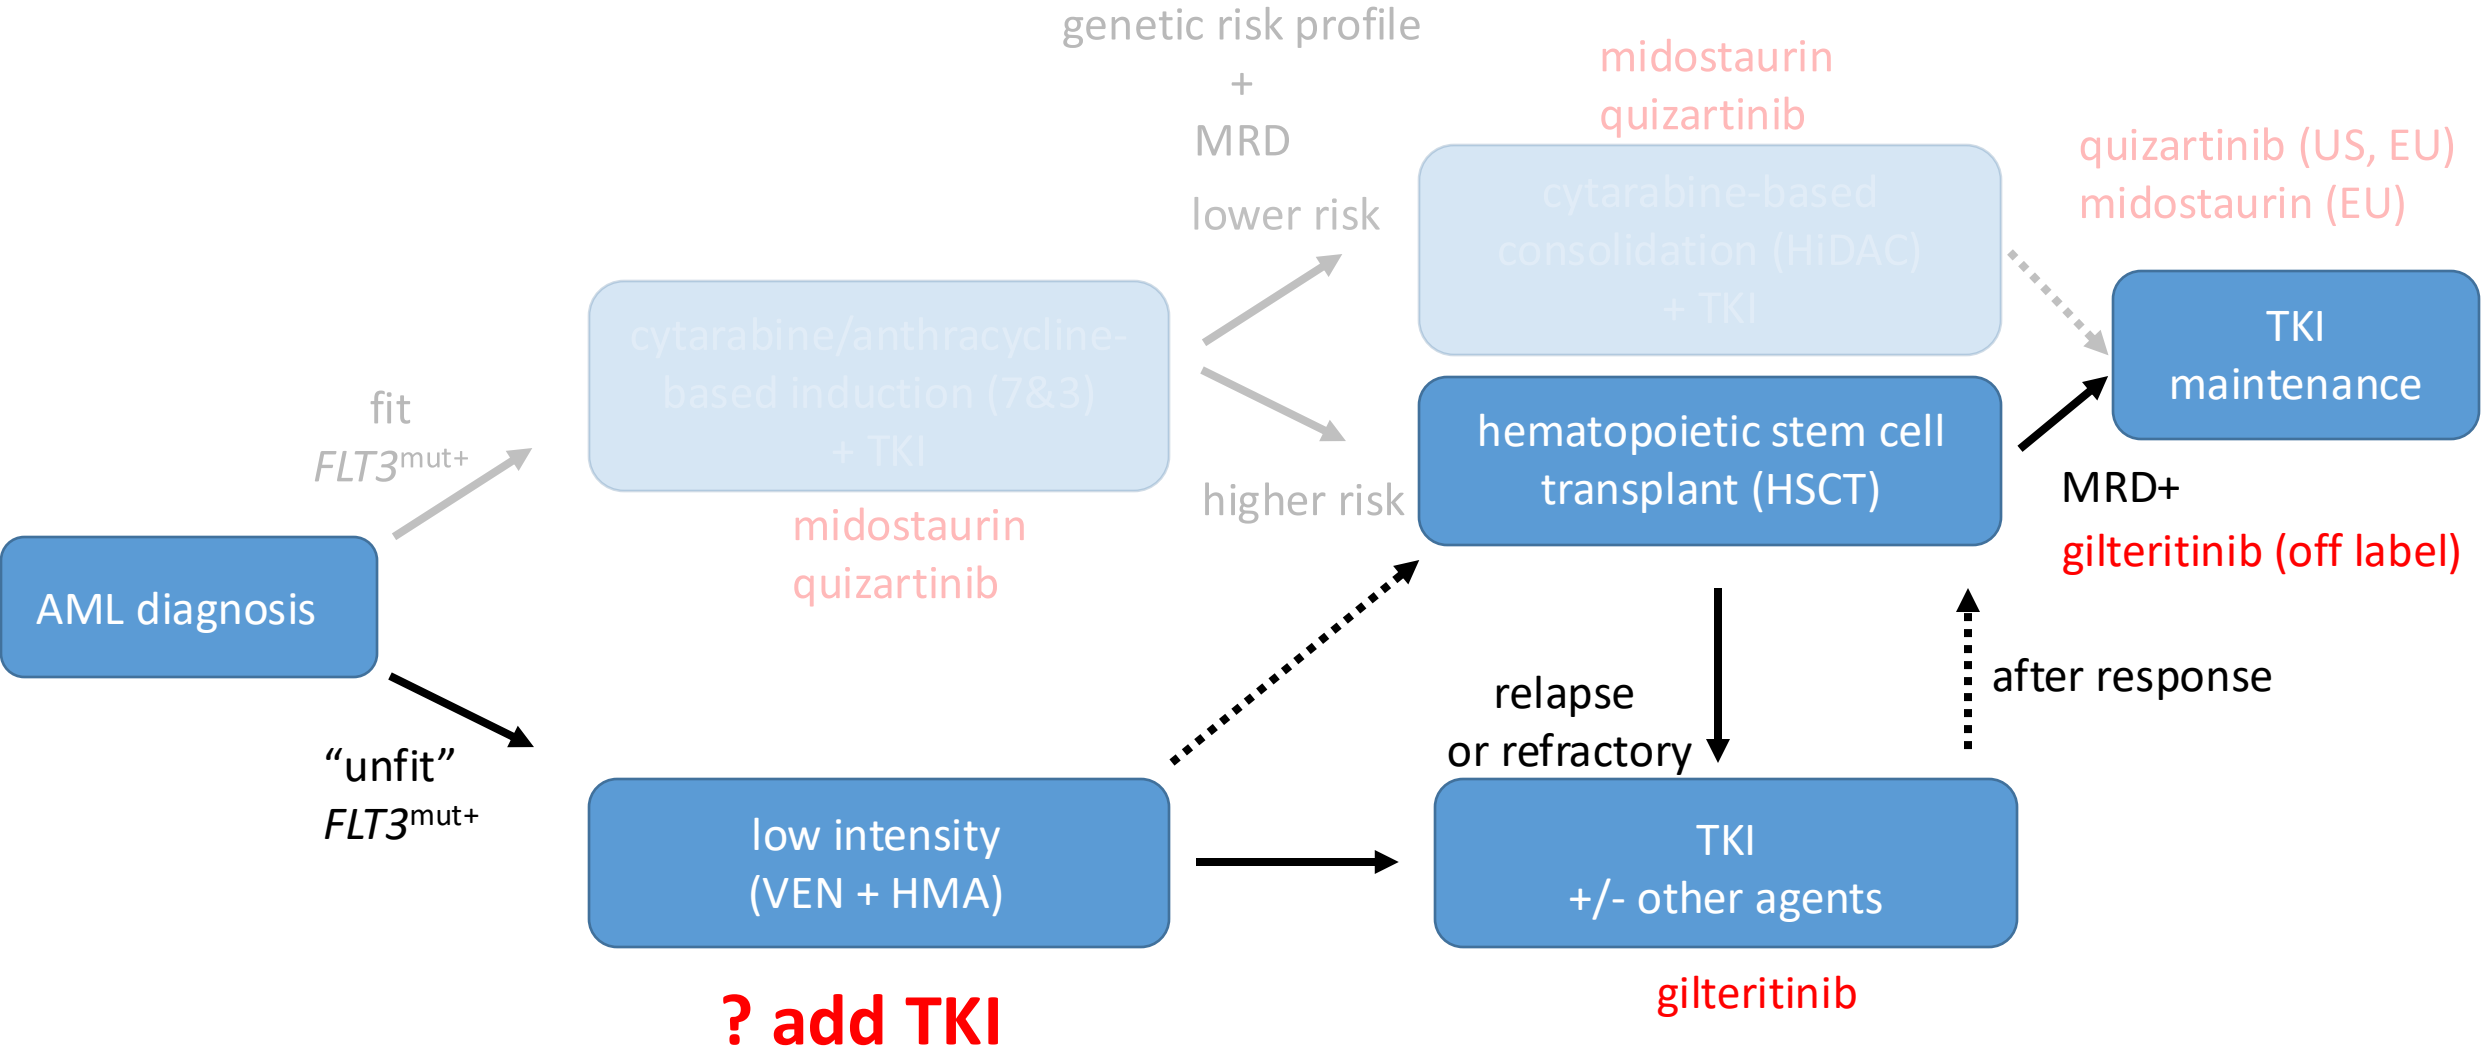 genetic risk profile
+
MRD
lower risk
higher risk
midostaurin
quizartinib
cytarabine-based
consolidation (HiDAC)
+ TKI
quizartinib (US, EU)
midostaurin (EU)
TKI
maintenance
MRD+
gilteritinib (off label)
fit
FLT3mut+
cytarabine/anthracycline-
based induction (7&3)
+ TKI
midostaurin
quizartinib
hematopoietic stem cell
transplant (HSCT)
AML diagnosis
"unfit"
FLT3mut+
low intensity
(VEN + HMA)
? add TKI
relapse
or refractory
after response
TKI
+/- other agents
gilteritinib